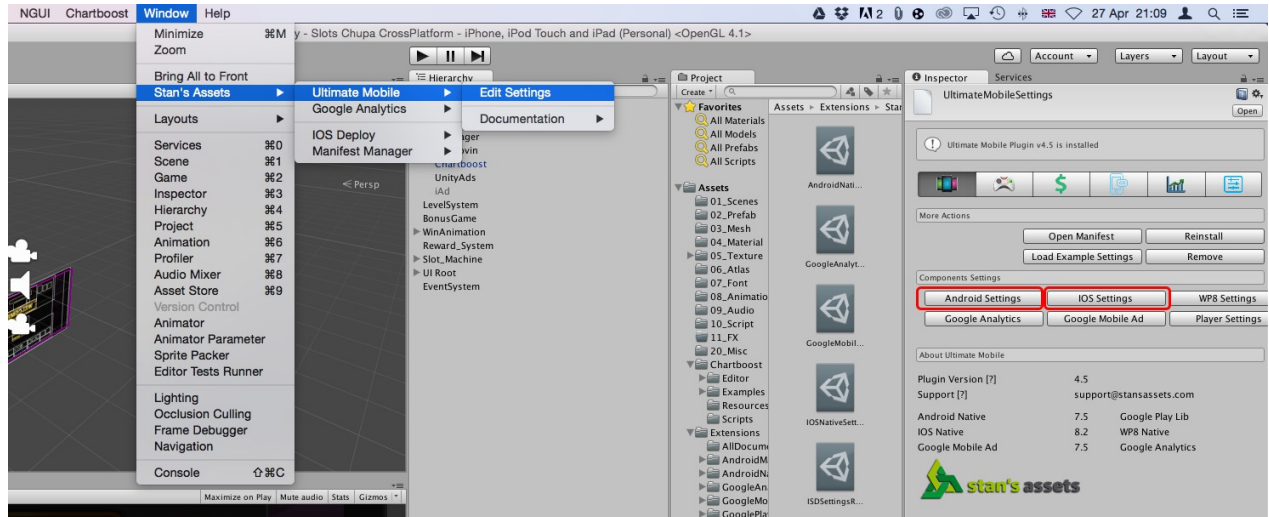 NGUI Chartboost Window Help
2
27 Apr 21:09
y - Slots Chupa CrossPlatform - iPhone, iPod Touch and iPad (Personal) <OpenGL 4.1>
Minimize ⌘M
Zoom
Bring All to Front
Stan's Assets
Layouts
Services ⌘0
Scene ⌘1
Game ⌘2
Inspector ⌘3
Hierarchy ⌘4
Project ⌘5
Animation ⌘6
Profiler ⌘7
Audio Mixer ⌘8
Asset Store ⌘9
Version Control
Animator
Animator Parameter
Sprite Packer
Editor Tests Runner
Lighting
Occlusion Culling
Frame Debugger
Navigation
Console ⇧⌘C
Ultimate Mobile
Google Analytics
IOS Deploy
Manifest Manager
Edit Settings
Documentation
Persp
Maximize on Play Mute audio Stats Gizmos
Hierarchy
Chartboost
UnityAds
iAd
LevelSystem
BonusGame
WinAnimation
Reward_System
Slot_Machine
UI Root
EventSystem
Account Layers Layout
Project
Create
Favorites
All Materials
All Models
All Prefabs
All Scripts
Assets
01_Scenes
02_Prefab
03_Mesh
04_Material
05_Texture
06_Atlas
07_Font
08_Animatio
09_Audio
10_Script
11_FX
20_Misc
Chartboost
Editor
Examples
Resources
Scripts
Extensions
AllDocum
AndroidM
AndroidNa
GoogleAn
GoogleMo
GooglePla
Assets Extensions Stan
AndroidNati...
GoogleAnalyt...
GoogleMobil...
IOSNativeSett...
ISDSettingsR...
Inspector Services
UltimateMobileSettings
Open
Ultimate Mobile Plugin v4.5 is installed
More Actions
Open Manifest Reinstall
Load Example Settings Remove
Components Settings
Android Settings IOS Settings WP8 Settings
Google Analytics Google Mobile Ad Player Settings
About Ultimate Mobile
Plugin Version [?] 4.5
Support [?] support@stansassets.com
Android Native 7.5 Google Play Lib
IOS Native 8.2 WP8 Native
Google Mobile Ad 7.5 Google Analytics
stan's assets